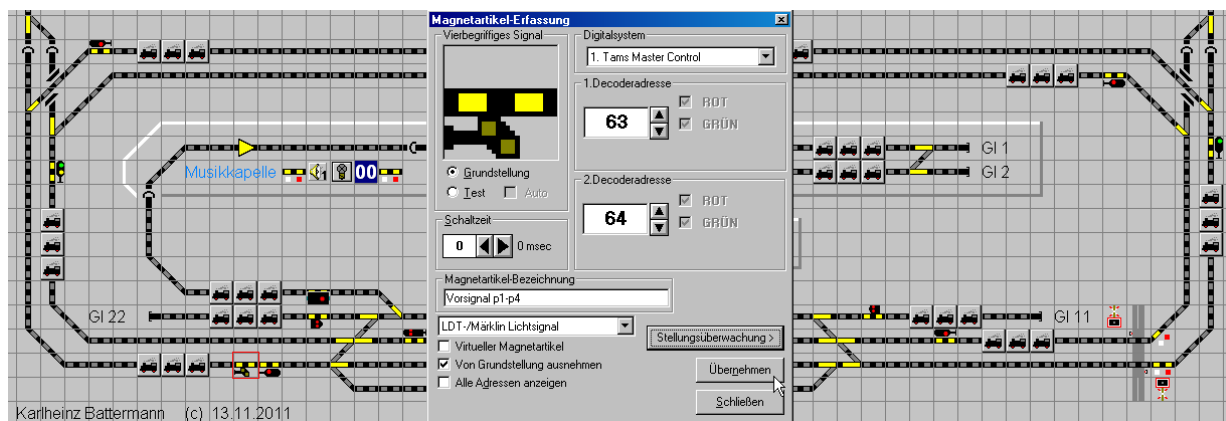 Magnetartikel-Erfassung
Vierbegriffiges Signal
Grundstellung
Test
Auto
Schaltzeit
0
0 msec
Digitalsystem
1. Tams Master Control
1.Decoderadresse
63
ROT
GRÜN
2.Decoderadresse
64
ROT
GRÜN
Magnetartikel-Bezeichnung
Vorsignal p1-p4
LDT-/Märklin Lichtsignal
Stellungsüberwachung >
Virtueller Magnetartikel
Von Grundstellung ausnehmen
Alle Adressen anzeigen
Übernehmen
Schließen
Musikkapelle
1
00
Gl 1
Gl 2
Gl 22
Gl 11
Karlheinz Battermann (c) 13.11.2011